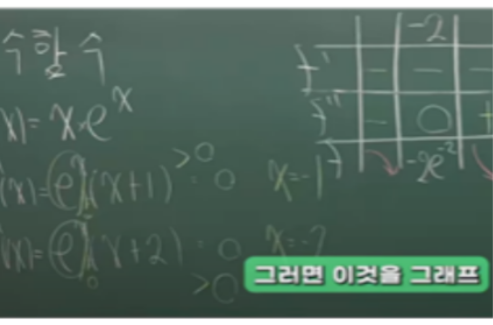 수함수
-2
f' - - -
(x)= x·e^x
f'' - 0 +
f -2e^-2
'(x)=e^x(x+1) = 0 x=-1
>0
"(x)=e^x(x+2) = 0 x=-2
>0
그러면 이것을 그래프